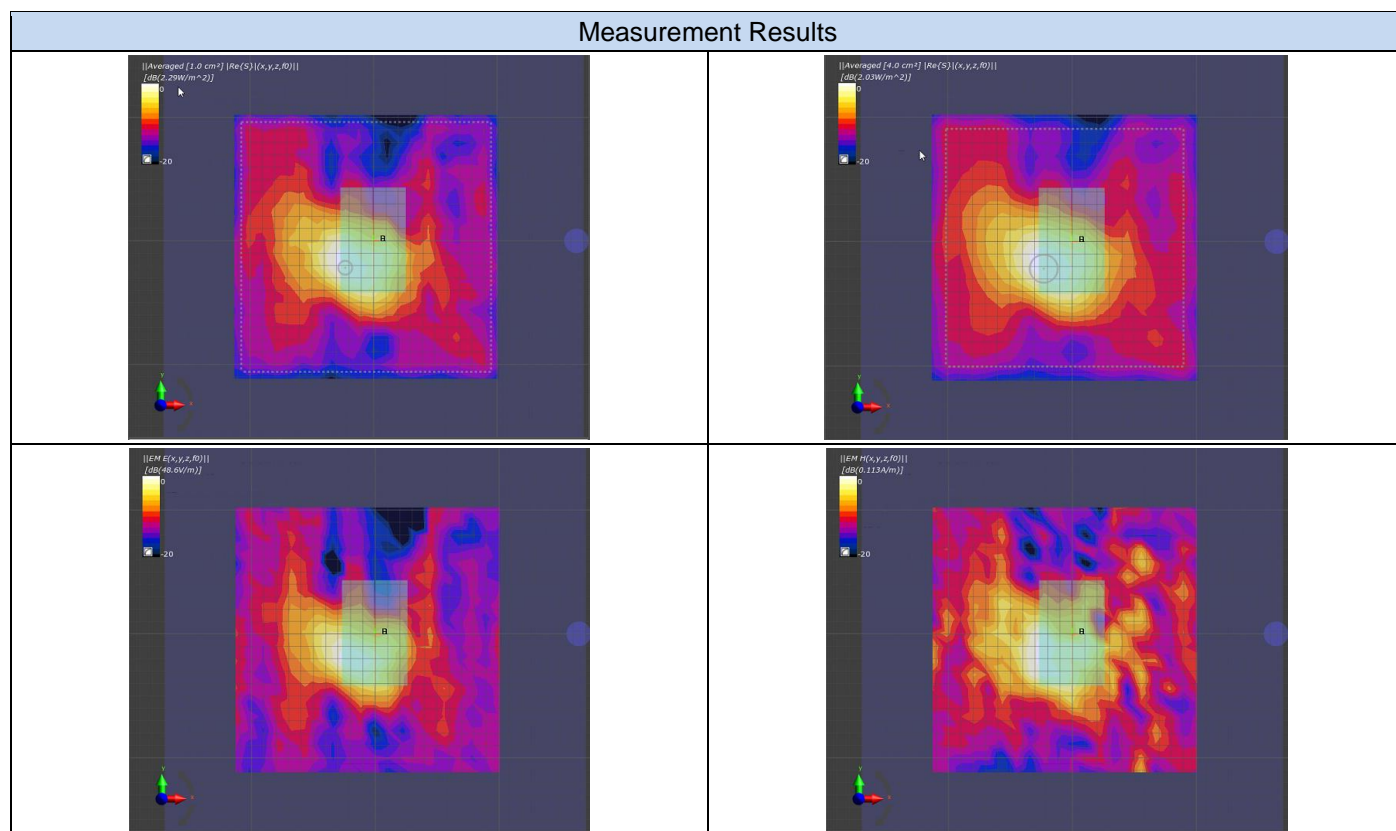 Measurement Results
||Averaged [1.0 cm²] |Re{S}|(x,y,z,f0)||
[dB(2.29W/m^2)]
0
-20
||Averaged [4.0 cm²] |Re{S}|(x,y,z,f0)||
[dB(2.03W/m^2)]
0
-20
||EM E(x,y,z,f0)||
[dB(48.6V/m)]
0
-20
||EM H(x,y,z,f0)||
[dB(0.113A/m)]
0
-20